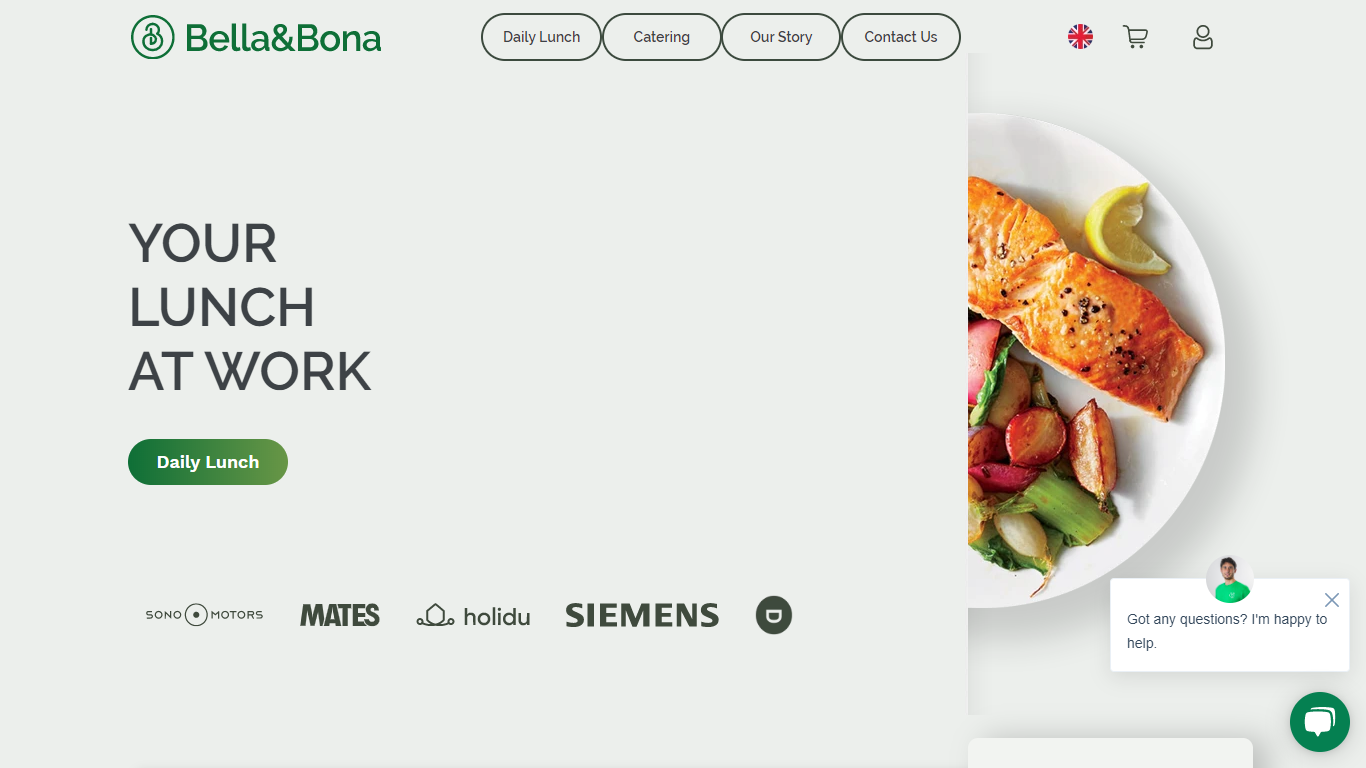 Bella&Bona
Daily Lunch
Catering
Our Story
Contact Us
YOUR
LUNCH
AT WORK
Daily Lunch
SONO MOTORS
MATES
holidu
SIEMENS
D
Got any questions? I'm happy to
help.